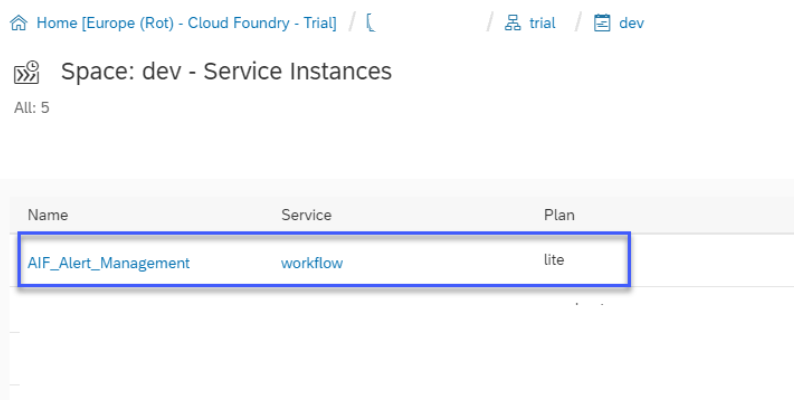 Home [Europe (Rot) - Cloud Foundry - Trial] / / trial / dev
Space: dev - Service Instances
All: 5
Name Service Plan
AIF_Alert_Management workflow lite